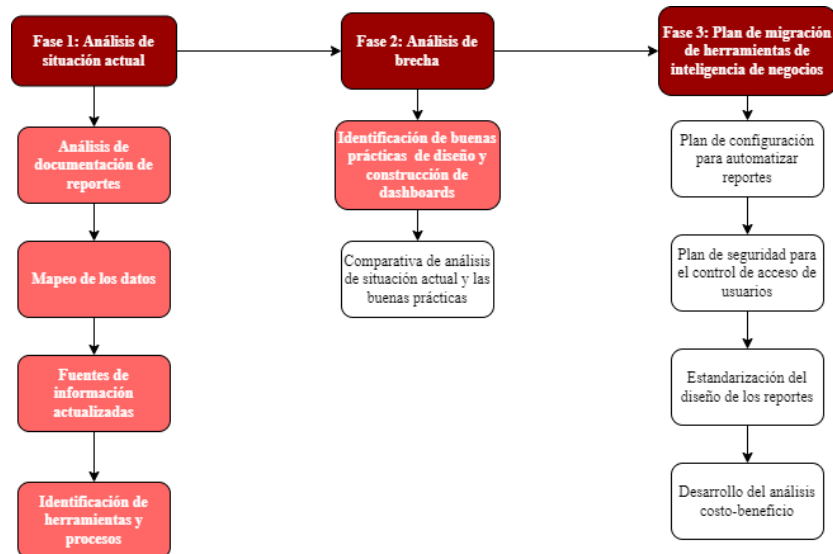 Fase 1: Análisis de
situación actual
Fase 2: Análisis de
brecha
Fase 3: Plan de migración
de herramientas de
inteligencia de negocios
Análisis de
documentación de
reportes
Mapeo de los datos
Fuentes de
información
actualizadas
Identificación de
herramientas y
procesos
Identificación de buenas
prácticas de diseño y
construcción de
dashboards
Comparativa de análisis
de situación actual y las
buenas prácticas
Plan de configuración
para automatizar
reportes
Plan de seguridad para
el control de acceso de
usuarios
Estandarización del
diseño de los reportes
Desarrollo del análisis
costo-beneficio